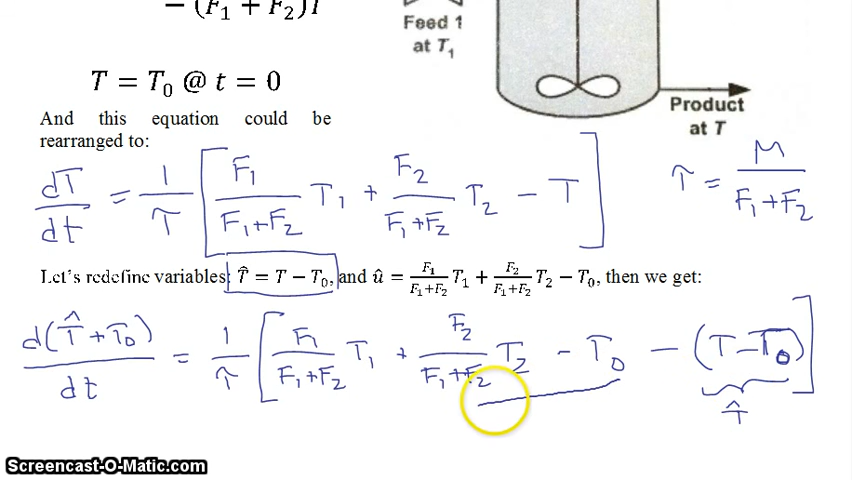 − (F₁ + F₂)T
Feed 1
at T₁
T = T₀ @ t = 0
Product
at T
And this equation could be
rearranged to:
dT/dt = 1/τ [ F₁/(F₁+F₂) T₁ + F₂/(F₁+F₂) T₂ − T ]
τ = M/(F₁+F₂)
Let's redefine variables: T̂ = T − T₀, and û = F₁/(F₁+F₂) T₁ + F₂/(F₁+F₂) T₂ − T₀, then we get:
d(T̂+T₀)/dt = 1/τ [ F₁/(F₁+F₂) T₁ + F₂/(F₁+F₂) T₂ − T₀ − (T−T₀) ]
T̂
Screencast-O-Matic.com